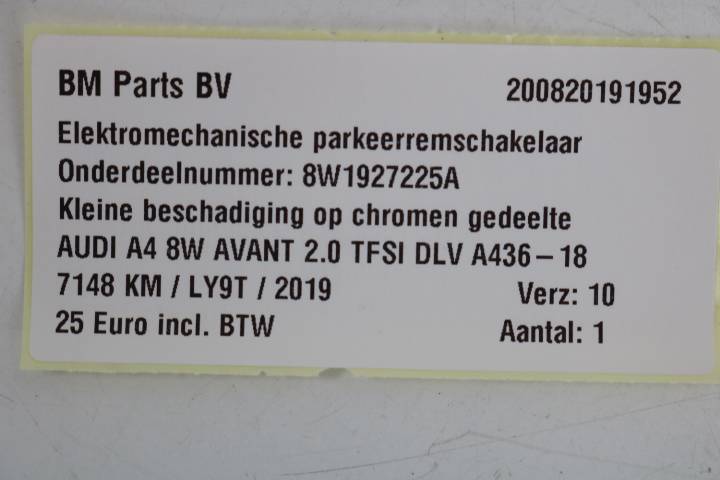 BM Parts BV 200820191952
Elektromechanische parkeerremschakelaar
Onderdeelnummer: 8W1927225A
Kleine beschadiging op chromen gedeelte
AUDI A4 8W AVANT 2.0 TFSI DLV A436-18
7148 KM / LY9T / 2019 Verz: 10
25 Euro incl. BTW Aantal: 1